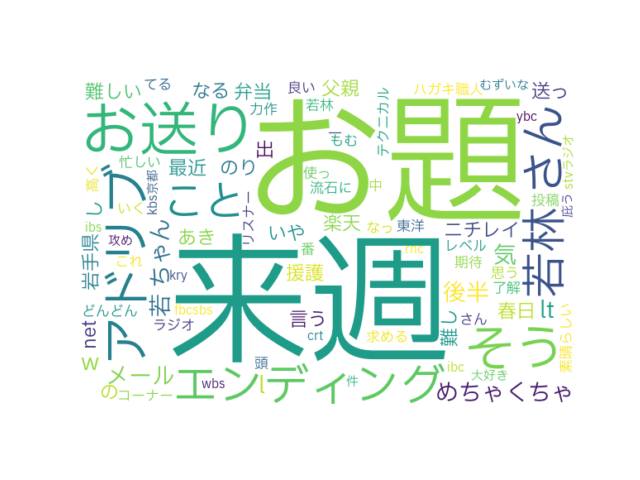 難しい
てる
なる
弁当
良い
父親
ハガキ職人
むずいな
送っ
お送り
力作
若林
お題
テクニカル
ybc
若林さん
忙しい
最近
のり
出
一
もむ
使っ
流石に
中
stvラジオ
驚く
kbs京都
こと
リスナー
投稿
庇う
し
アドリブ
いく
楽天
なっ
東洋
ニチレイ
ibs
岩手県
攻め
若ちゃん
あき
いや
番
rnc
レベル
気
これ
来週
期待
思う
kry
援護
了解
どんどん
fbcsbs
後半
春日
lt
net
ラジオ
言う
crt
求める
難し
さん
そう
素晴らしい
w
メール
頭
ibc
wbs
エンディング
l
件
大好き
の
コーナー
めちゃくちゃ